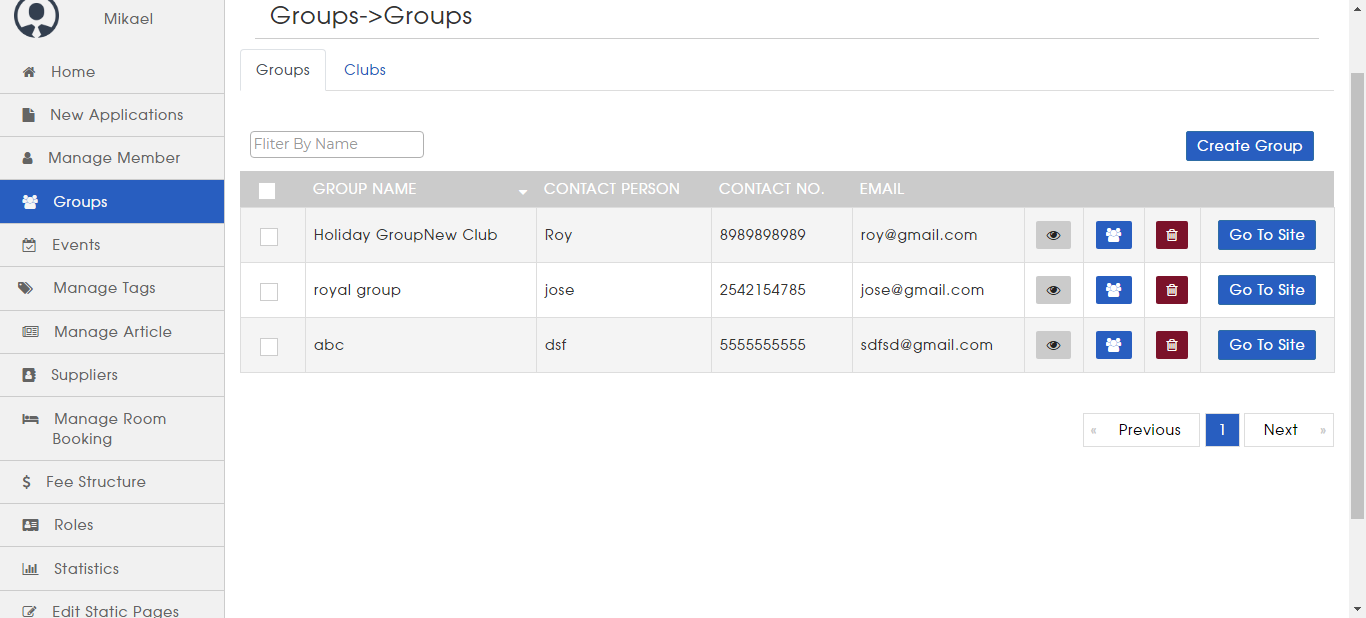 Mikael
Groups->Groups
Home
New Applications
Manage Member
Groups
Events
Manage Tags
Manage Article
Suppliers
Manage Room
Booking
Fee Structure
Roles
Statistics
Edit Static Pages
Groups Clubs
Fliter By Name
Create Group
GROUP NAME CONTACT PERSON CONTACT NO. EMAIL
Holiday GroupNew Club Roy 8989898989 roy@gmail.com Go To Site
royal group jose 2542154785 jose@gmail.com Go To Site
abc dsf 5555555555 sdfsd@gmail.com Go To Site
« Previous 1 Next »